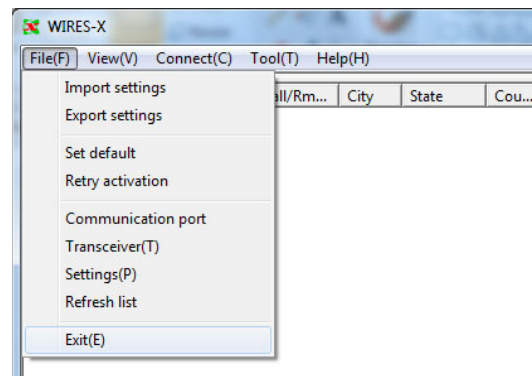 WIRES-X
File(F) View(V) Connect(C) Tool(T) Help(H)
all/Rm... City State Cou...
Import settings
Export settings
Set default
Retry activation
Communication port
Transceiver(T)
Settings(P)
Refresh list
Exit(E)